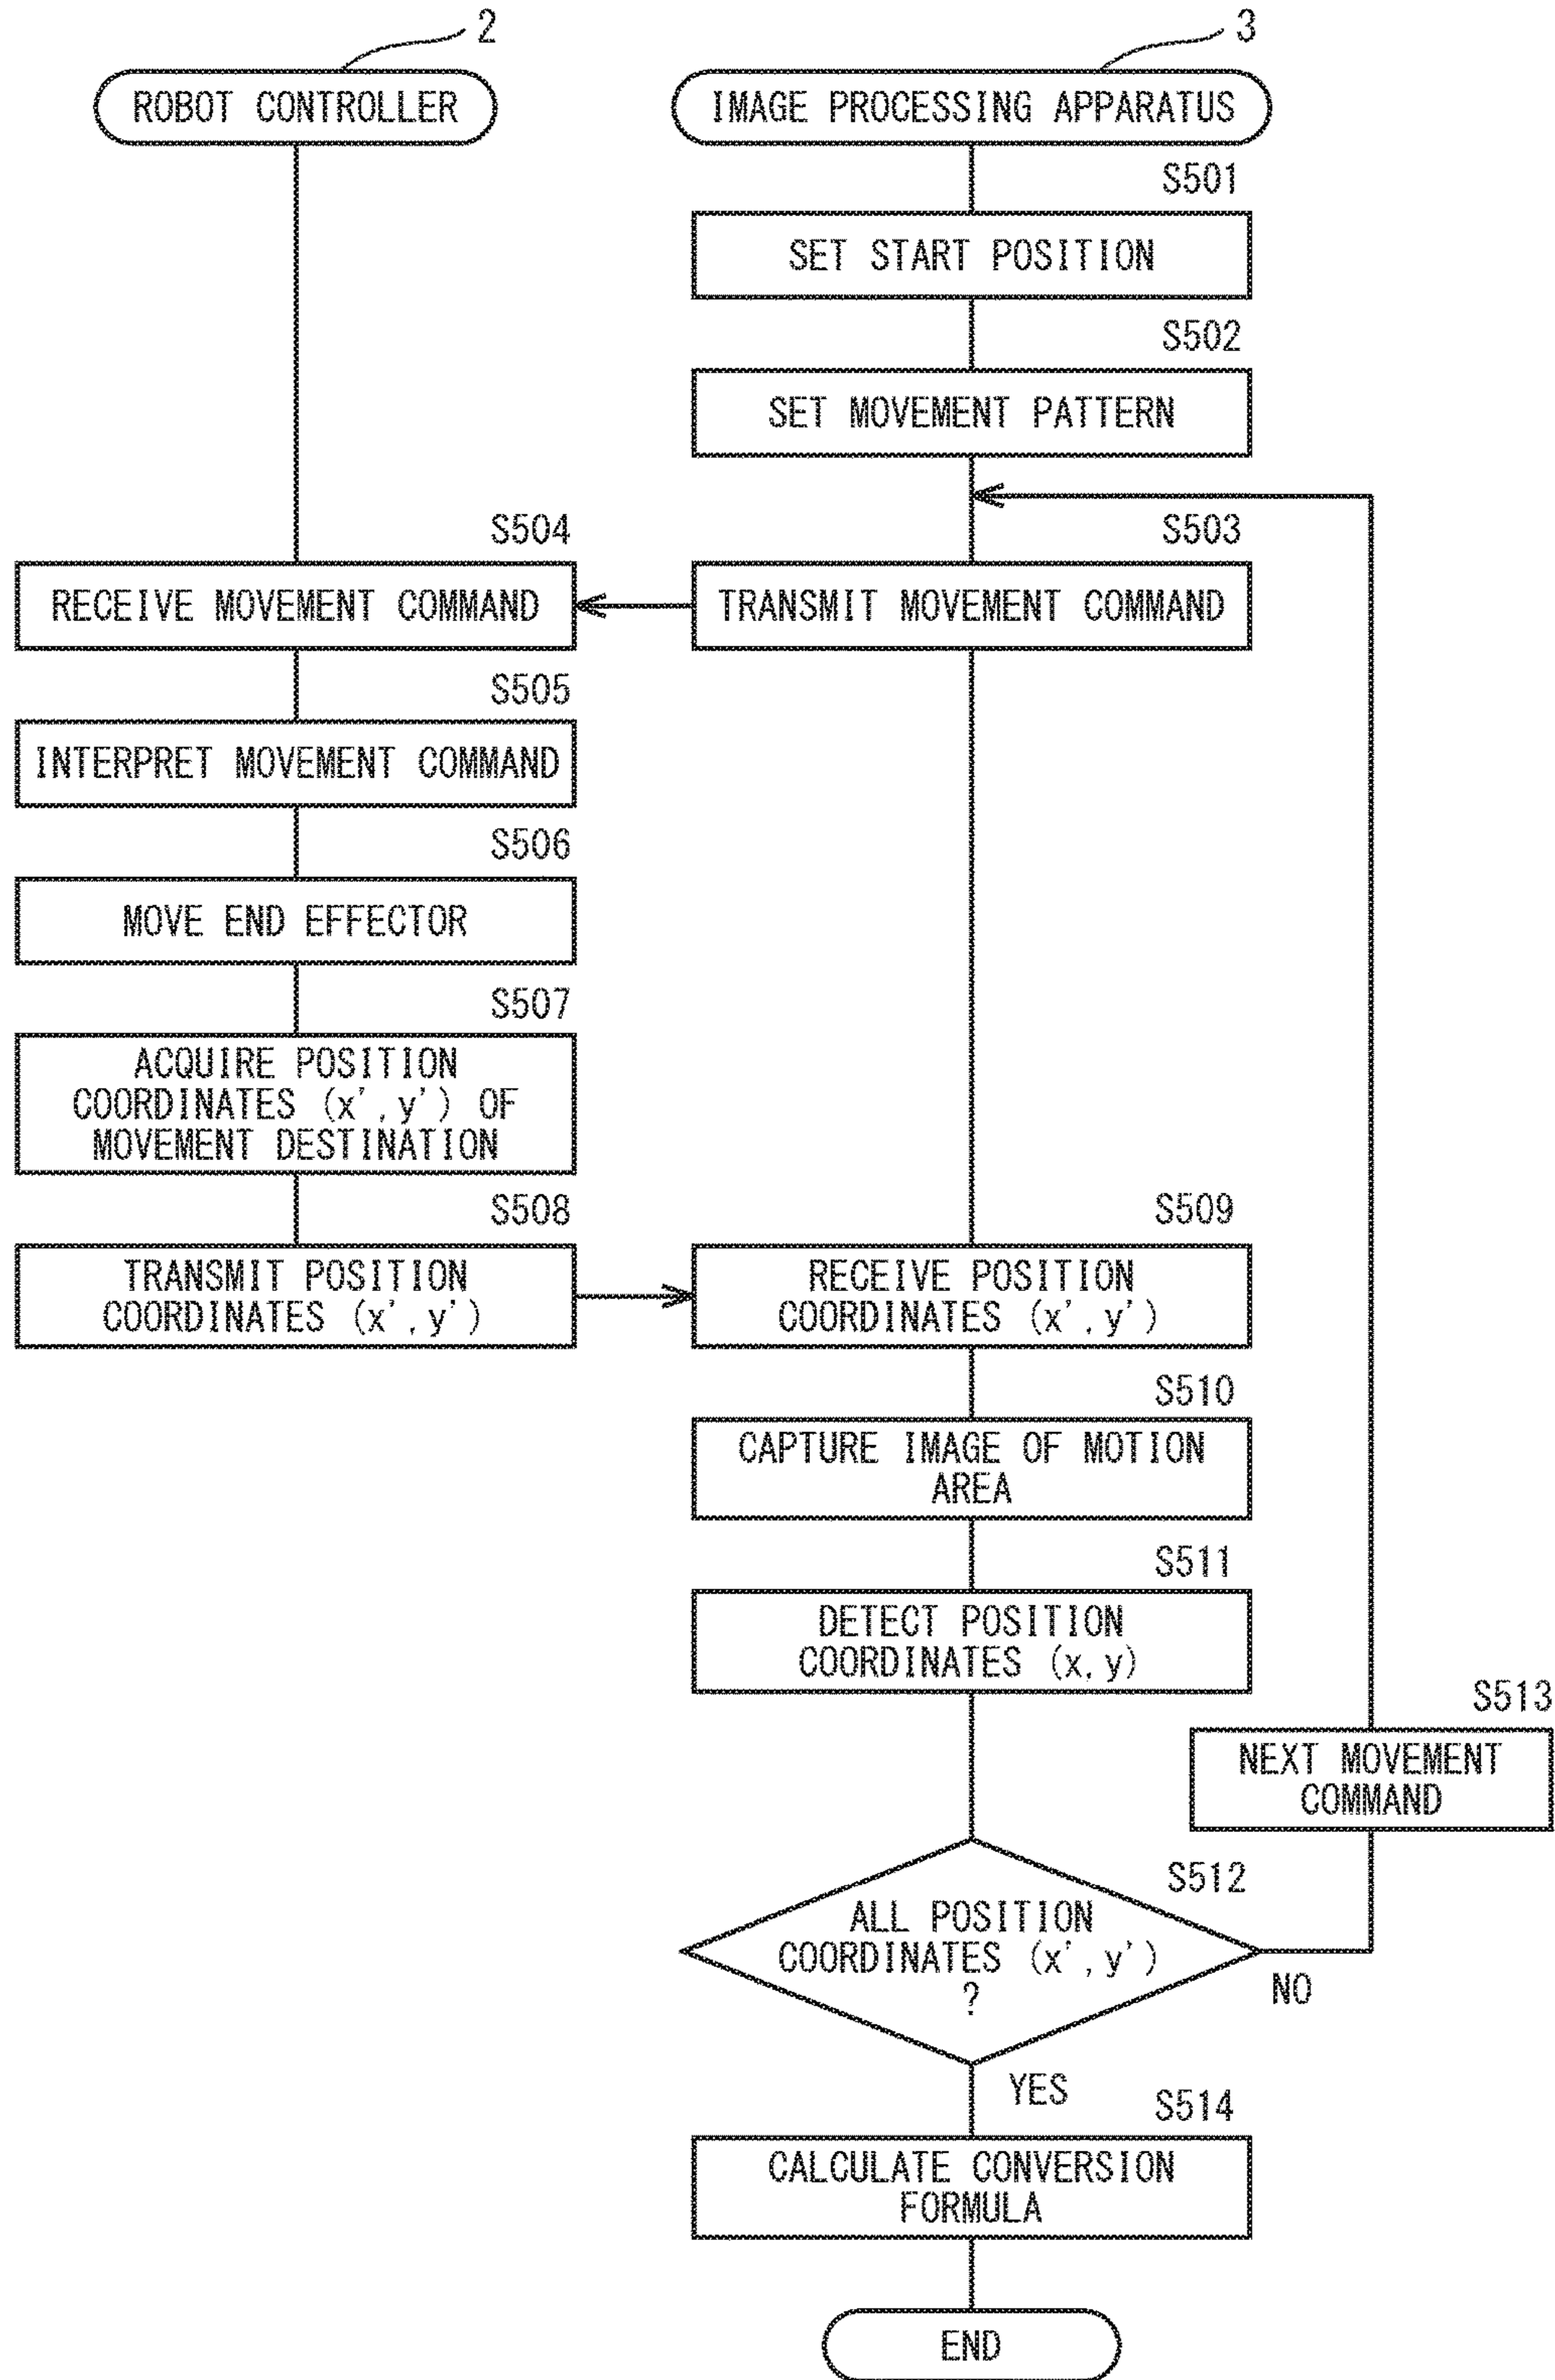 2
3
ROBOT CONTROLLER
IMAGE PROCESSING APPARATUS
S501
SET START POSITION
S502
SET MOVEMENT PATTERN
S503
TRANSMIT MOVEMENT COMMAND
S504
RECEIVE MOVEMENT COMMAND
S505
INTERPRET MOVEMENT COMMAND
S506
MOVE END EFFECTOR
S507
ACQUIRE POSITION
COORDINATES (x',y') OF
MOVEMENT DESTINATION
S508
TRANSMIT POSITION
COORDINATES (x',y')
S509
RECEIVE POSITION
COORDINATES (x',y')
S510
CAPTURE IMAGE OF MOTION
AREA
S511
DETECT POSITION
COORDINATES (x,y)
S512
ALL POSITION
COORDINATES (x',y')
?
NO
S513
NEXT MOVEMENT
COMMAND
YES
S514
CALCULATE CONVERSION
FORMULA
END